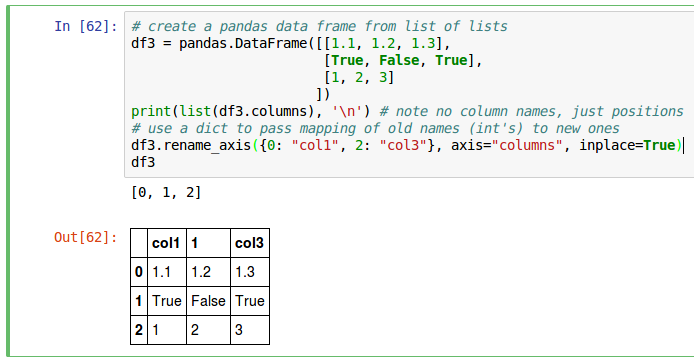 In [62]: # create a pandas data frame from list of lists
df3 = pandas.DataFrame([[1.1, 1.2, 1.3],
[True, False, True],
[1, 2, 3]
])
print(list(df3.columns), '\n') # note no column names, just positions
# use a dict to pass mapping of old names (int's) to new ones
df3.rename_axis({0: "col1", 2: "col3"}, axis="columns", inplace=True)
df3
[0, 1, 2]
Out[62]:
col1 1 col3
0 1.1 1.2 1.3
1 True False True
2 1 2 3